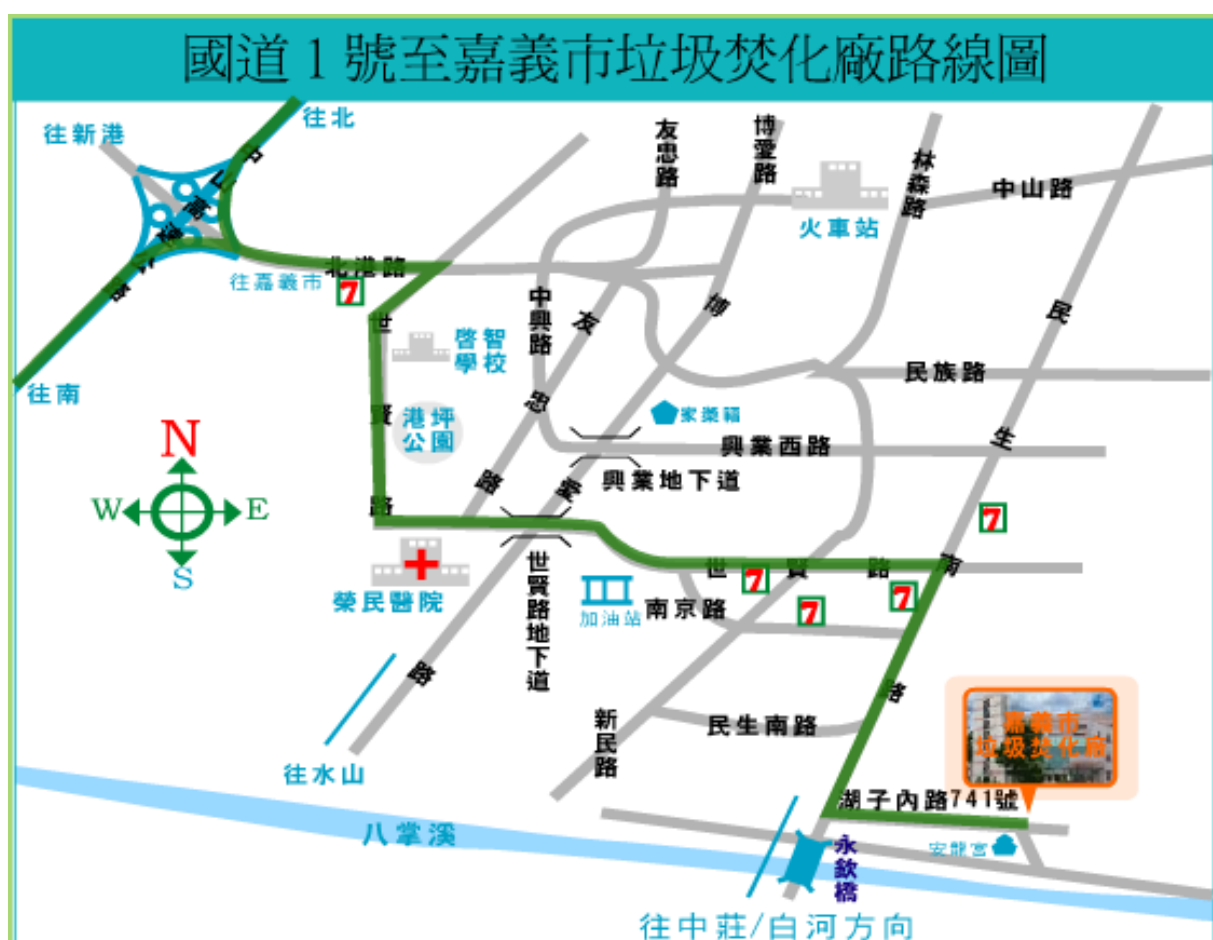 國道1號至嘉義市垃圾焚化廠路線圖
往新港
往北
中山高速公路
往嘉義市
往南
北港路
7
友忠路
博愛路
林森路
火車站
中山路
中興路
友忠路
博愛路
民生南路
世賢路
啓智
學校
港坪
公園
家樂福
民族路
興業西路
興業地下道
N
W
E
S
7
榮民醫院
世賢路地下道
加油站
世賢路
7
7
7
南京路
新民路
民生南路
嘉義市
垃圾焚化廠
湖子內路741號
安龍宮
往水山
八掌溪
永欽橋
往中莊/白河方向